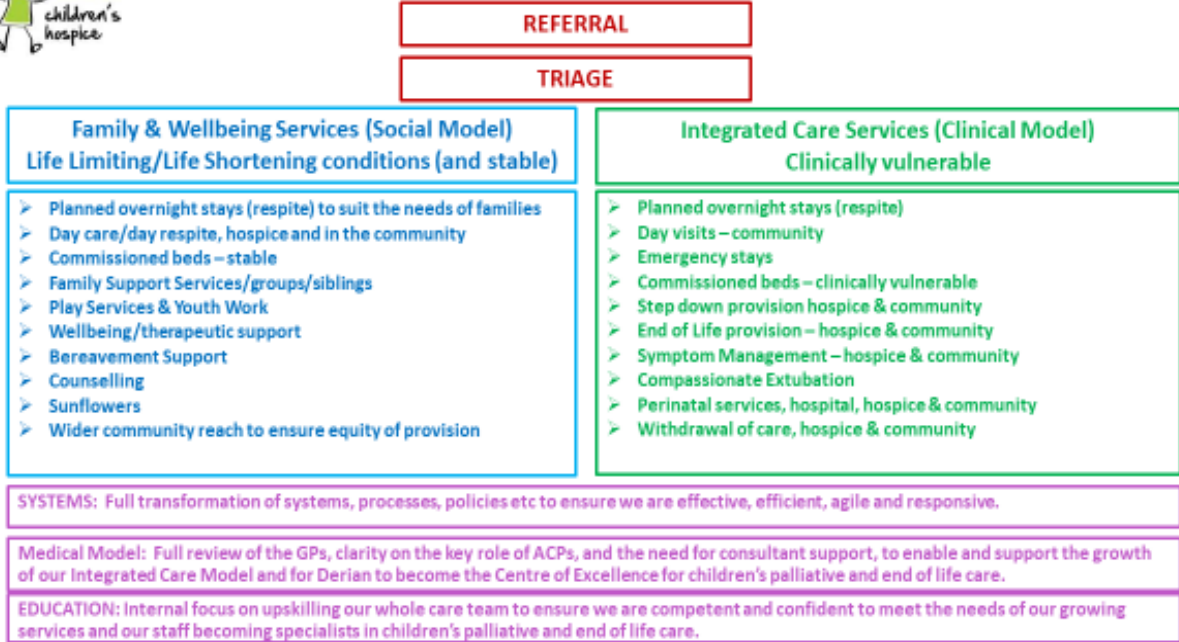 children's
hospice
REFERRAL
TRIAGE
Family & Wellbeing Services (Social Model)
Life Limiting/Life Shortening conditions (and stable)
➢ Planned overnight stays (respite) to suit the needs of families
➢ Day care/day respite, hospice and in the community
➢ Commissioned beds – stable
➢ Family Support Services/groups/siblings
➢ Play Services & Youth Work
➢ Wellbeing/therapeutic support
➢ Bereavement Support
➢ Counselling
➢ Sunflowers
➢ Wider community reach to ensure equity of provision
Integrated Care Services (Clinical Model)
Clinically vulnerable
➢ Planned overnight stays (respite)
➢ Day visits – community
➢ Emergency stays
➢ Commissioned beds – clinically vulnerable
➢ Step down provision hospice & community
➢ End of Life provision – hospice & community
➢ Symptom Management – hospice & community
➢ Compassionate Extubation
➢ Perinatal services, hospital, hospice & community
➢ Withdrawal of care, hospice & community
SYSTEMS: Full transformation of systems, processes, policies etc to ensure we are effective, efficient, agile and responsive.
Medical Model: Full review of the GPs, clarity on the key role of ACPs, and the need for consultant support, to enable and support the growth
of our Integrated Care Model and for Derian to become the Centre of Excellence for children's palliative and end of life care.
EDUCATION: Internal focus on upskilling our whole care team to ensure we are competent and confident to meet the needs of our growing
services and our staff becoming specialists in children's palliative and end of life care.